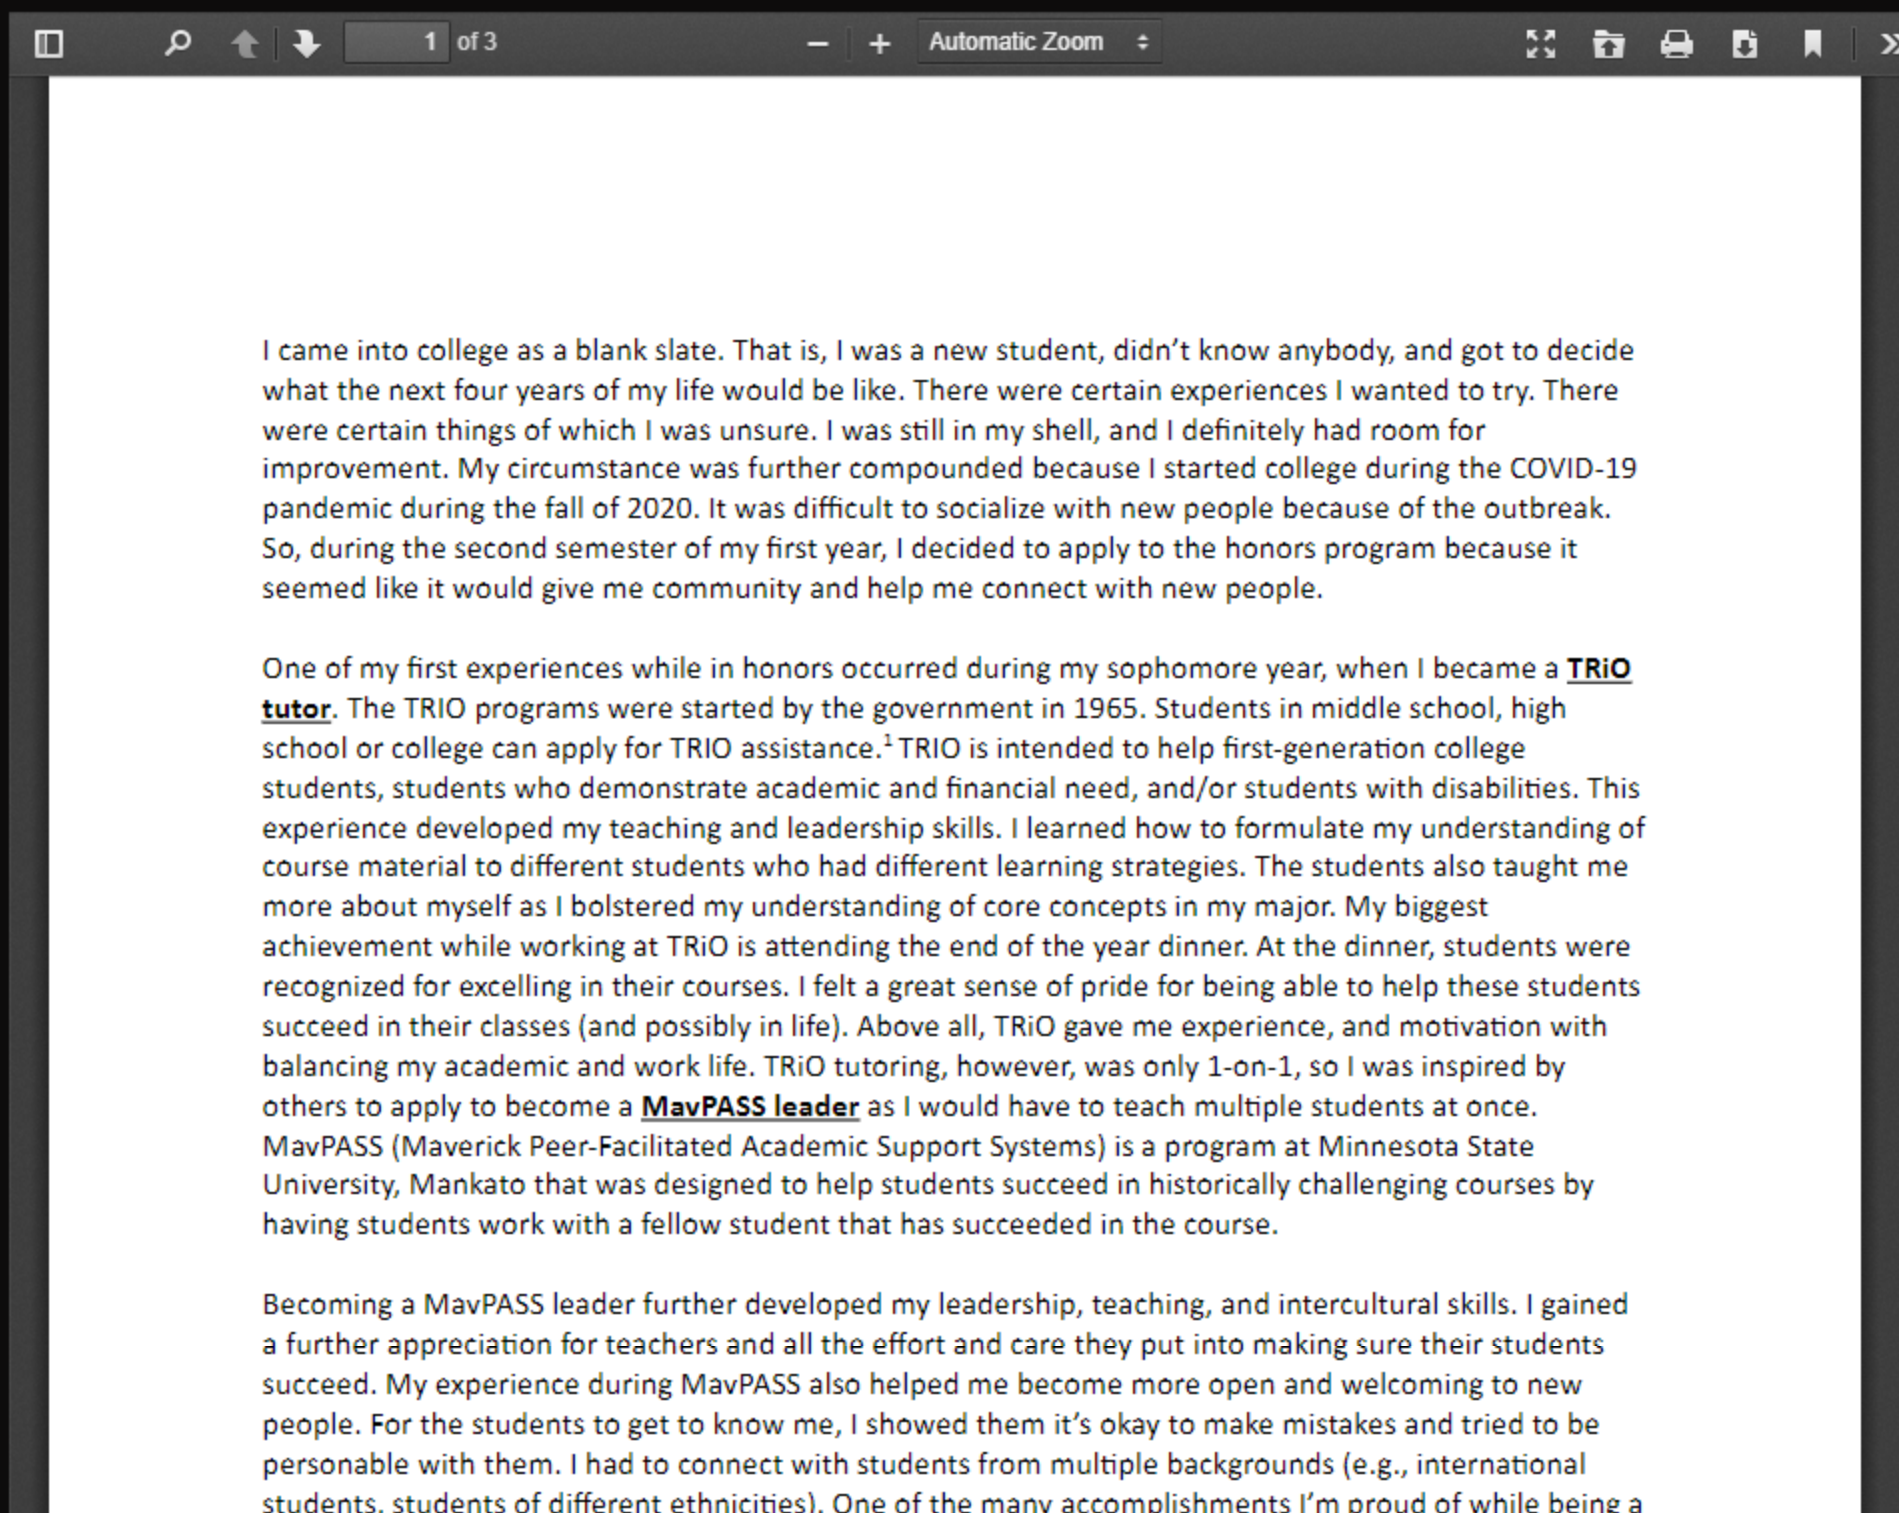 1 of 3 Automatic Zoom
I came into college as a blank slate. That is, I was a new student, didn’t know anybody, and got to decide
what the next four years of my life would be like. There were certain experiences I wanted to try. There
were certain things of which I was unsure. I was still in my shell, and I definitely had room for
improvement. My circumstance was further compounded because I started college during the COVID-19
pandemic during the fall of 2020. It was difficult to socialize with new people because of the outbreak.
So, during the second semester of my first year, I decided to apply to the honors program because it
seemed like it would give me community and help me connect with new people.
One of my first experiences while in honors occurred during my sophomore year, when I became a TRiO
tutor. The TRIO programs were started by the government in 1965. Students in middle school, high
school or college can apply for TRIO assistance.¹ TRIO is intended to help first-generation college
students, students who demonstrate academic and financial need, and/or students with disabilities. This
experience developed my teaching and leadership skills. I learned how to formulate my understanding of
course material to different students who had different learning strategies. The students also taught me
more about myself as I bolstered my understanding of core concepts in my major. My biggest
achievement while working at TRiO is attending the end of the year dinner. At the dinner, students were
recognized for excelling in their courses. I felt a great sense of pride for being able to help these students
succeed in their classes (and possibly in life). Above all, TRiO gave me experience, and motivation with
balancing my academic and work life. TRiO tutoring, however, was only 1-on-1, so I was inspired by
others to apply to become a MavPASS leader as I would have to teach multiple students at once.
MavPASS (Maverick Peer-Facilitated Academic Support Systems) is a program at Minnesota State
University, Mankato that was designed to help students succeed in historically challenging courses by
having students work with a fellow student that has succeeded in the course.
Becoming a MavPASS leader further developed my leadership, teaching, and intercultural skills. I gained
a further appreciation for teachers and all the effort and care they put into making sure their students
succeed. My experience during MavPASS also helped me become more open and welcoming to new
people. For the students to get to know me, I showed them it’s okay to make mistakes and tried to be
personable with them. I had to connect with students from multiple backgrounds (e.g., international
students, students of different ethnicities). One of the many accomplishments I’m proud of while being a